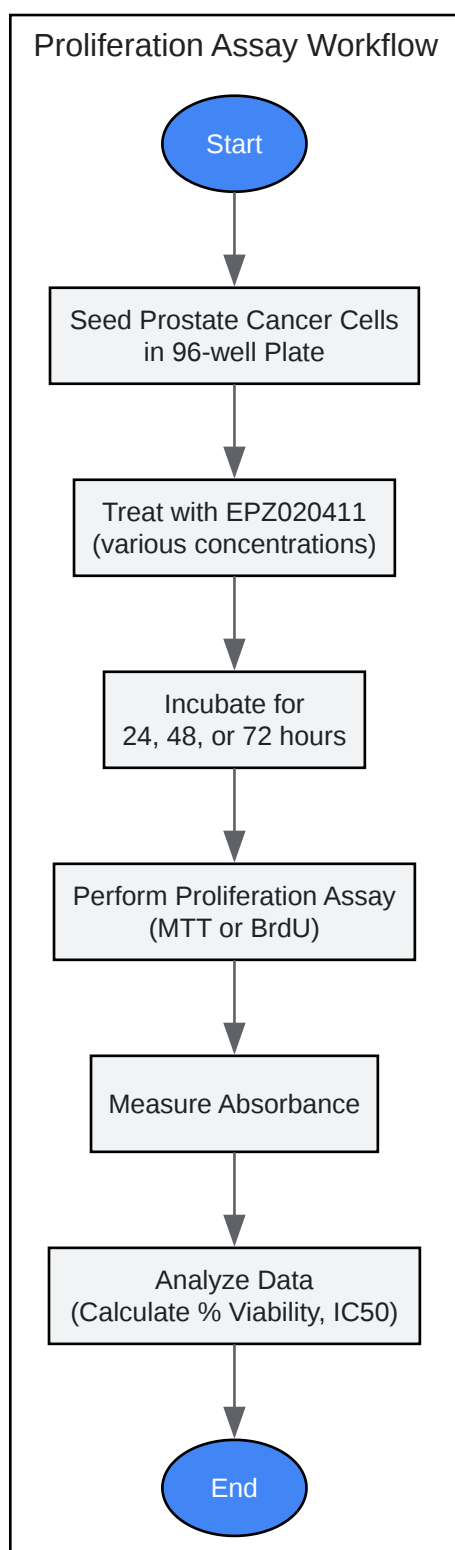 Proliferation Assay Workflow
Start
Seed Prostate Cancer Cells
in 96-well Plate
Treat with EPZ020411
(various concentrations)
Incubate for
24, 48, or 72 hours
Perform Proliferation Assay
(MTT or BrdU)
Measure Absorbance
Analyze Data
(Calculate % Viability, IC50)
End